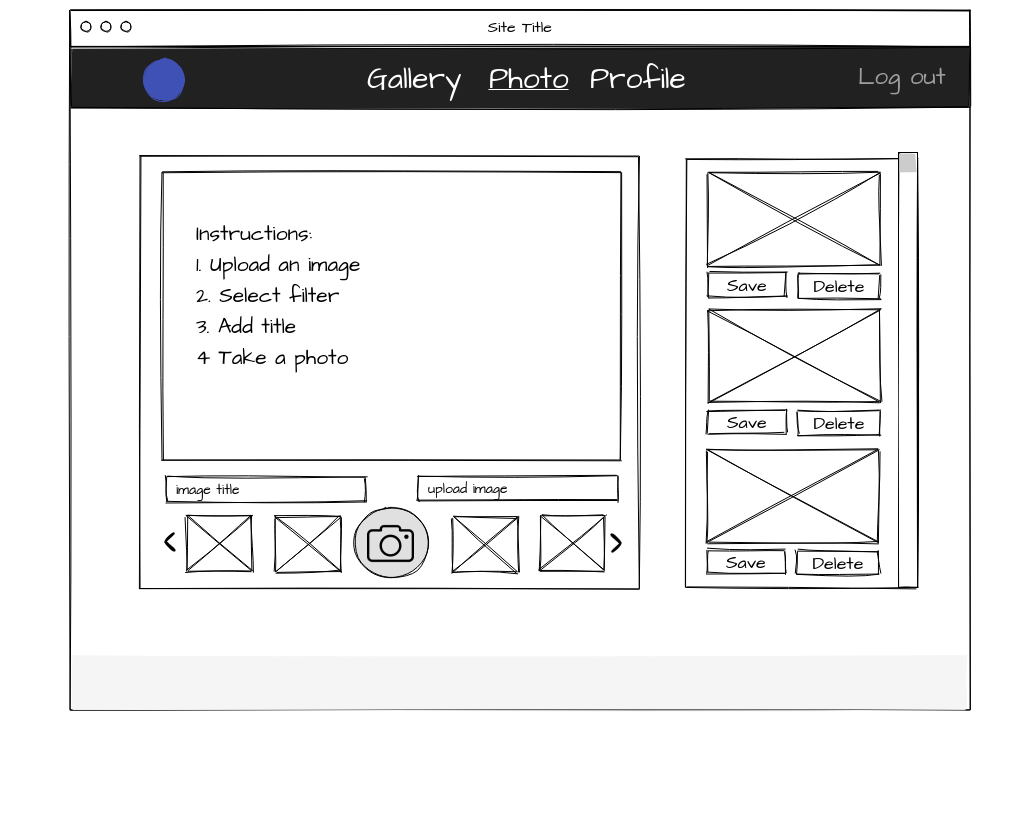 Site Title
Gallery Photo Profile Log out
Instructions:
1. Upload an image
2. Select filter
3. Add title
4 Take a photo
image title
upload image
Save Delete
Save Delete
Save Delete